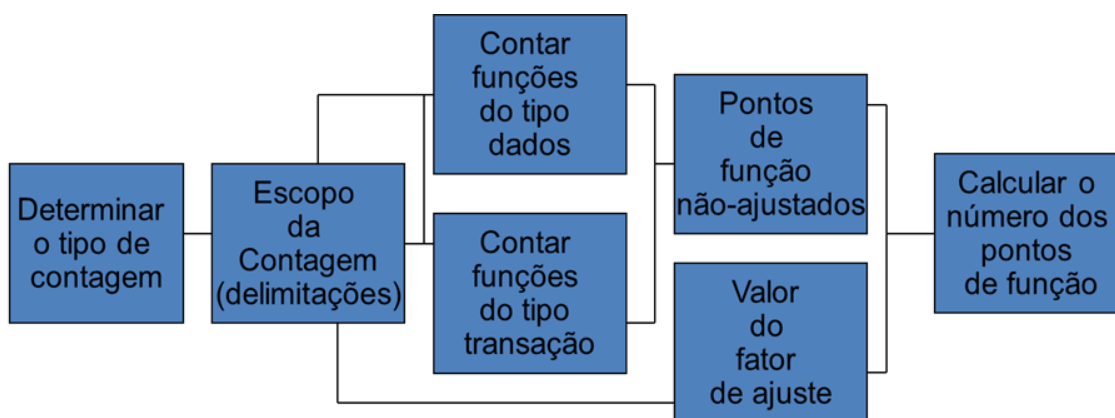 Determinar
o tipo de
contagem
Escopo
da
Contagem
(delimitações)
Contar
funções
do tipo
dados
Contar
funções
do tipo
transação
Pontos
de
função
não-ajustados
Valor
do
fator
de ajuste
Calcular o
número dos
pontos
de função